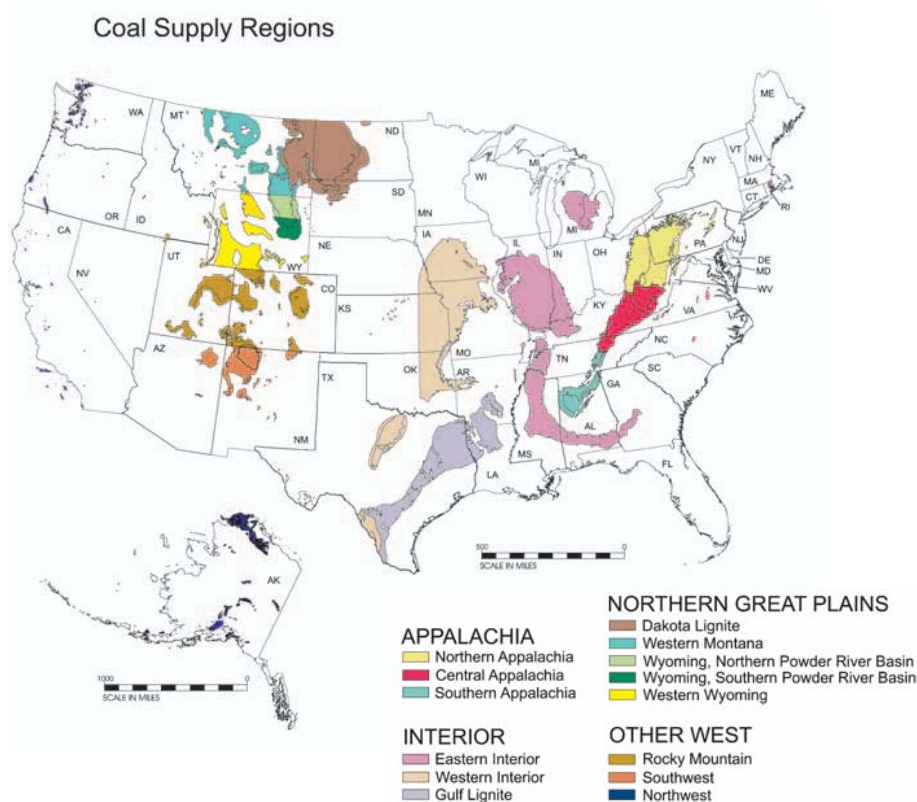 Coal Supply Regions
WA
MT
ND
ME
OR
ID
SD
MN
WI
MI
MI
NY
VT
NH
MA
CT
RI
CA
NV
UT
WY
NE
IA
IL
IN
OH
PA
NJ
DE
MD
WV
CO
KS
MO
KY
VA
AZ
NM
TX
OK
AR
TN
NC
SC
GA
AL
MS
LA
FL
AK
500
0
SCALE IN MILES
1000
0
SCALE IN MILES
APPALACHIA
Northern Appalachia
Central Appalachia
Southern Appalachia
INTERIOR
Eastern Interior
Western Interior
Gulf Lignite
NORTHERN GREAT PLAINS
Dakota Lignite
Western Montana
Wyoming, Northern Powder River Basin
Wyoming, Southern Powder River Basin
Western Wyoming
OTHER WEST
Rocky Mountain
Southwest
Northwest